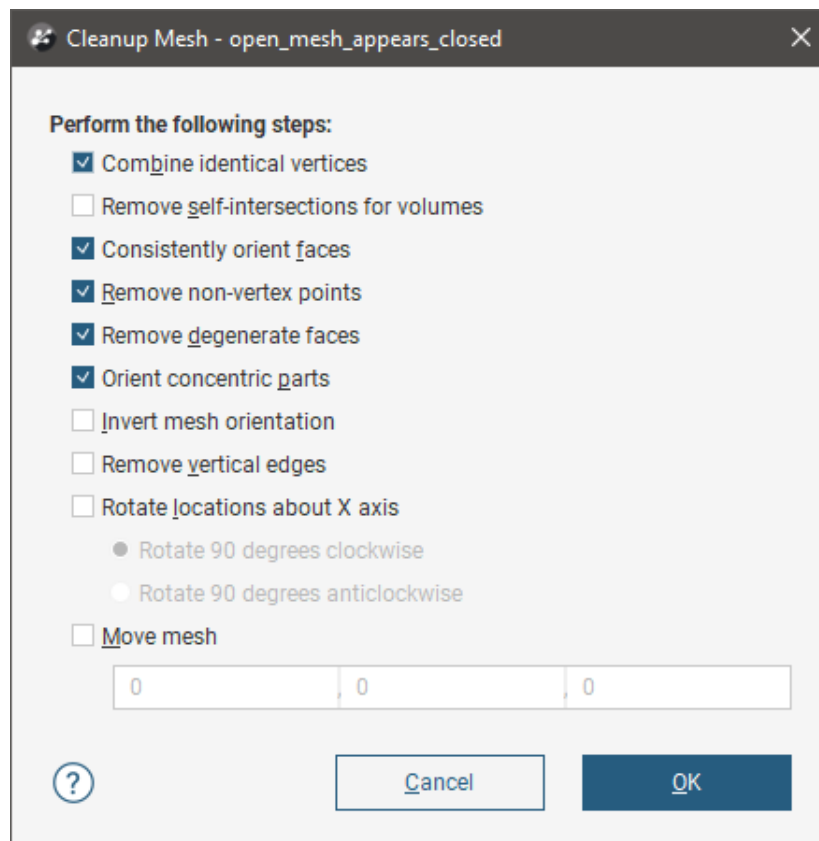 Cleanup Mesh - open_mesh_appears_closed
Perform the following steps:
Combine identical vertices
Remove self-intersections for volumes
Consistently orient faces
Remove non-vertex points
Remove degenerate faces
Orient concentric parts
Invert mesh orientation
Remove vertical edges
Rotate locations about X axis
Rotate 90 degrees clockwise
Rotate 90 degrees anticlockwise
Move mesh
0 , 0 , 0
? Cancel OK